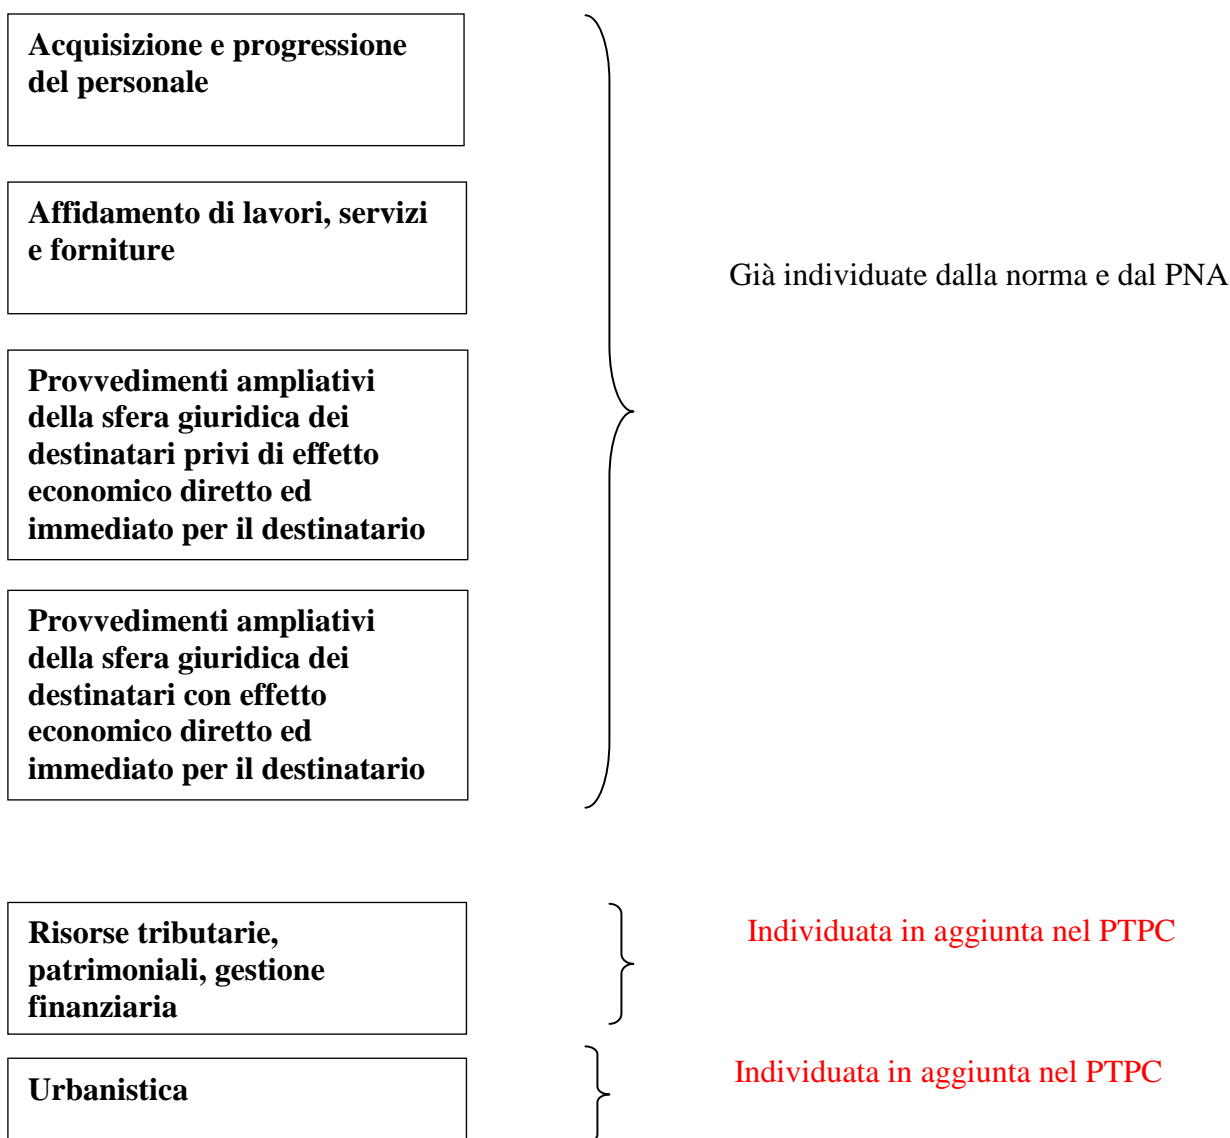 Acquisizione e progressione
del personale
Affidamento di lavori, servizi
e forniture
Già individuate dalla norma e dal PNA
Provvedimenti ampliativi
della sfera giuridica dei
destinatari privi di effetto
economico diretto ed
immediato per il destinatario
Provvedimenti ampliativi
della sfera giuridica dei
destinatari con effetto
economico diretto ed
immediato per il destinatario
Risorse tributarie,
patrimoniali, gestione
finanziaria
Individuata in aggiunta nel PTPC
Urbanistica
Individuata in aggiunta nel PTPC